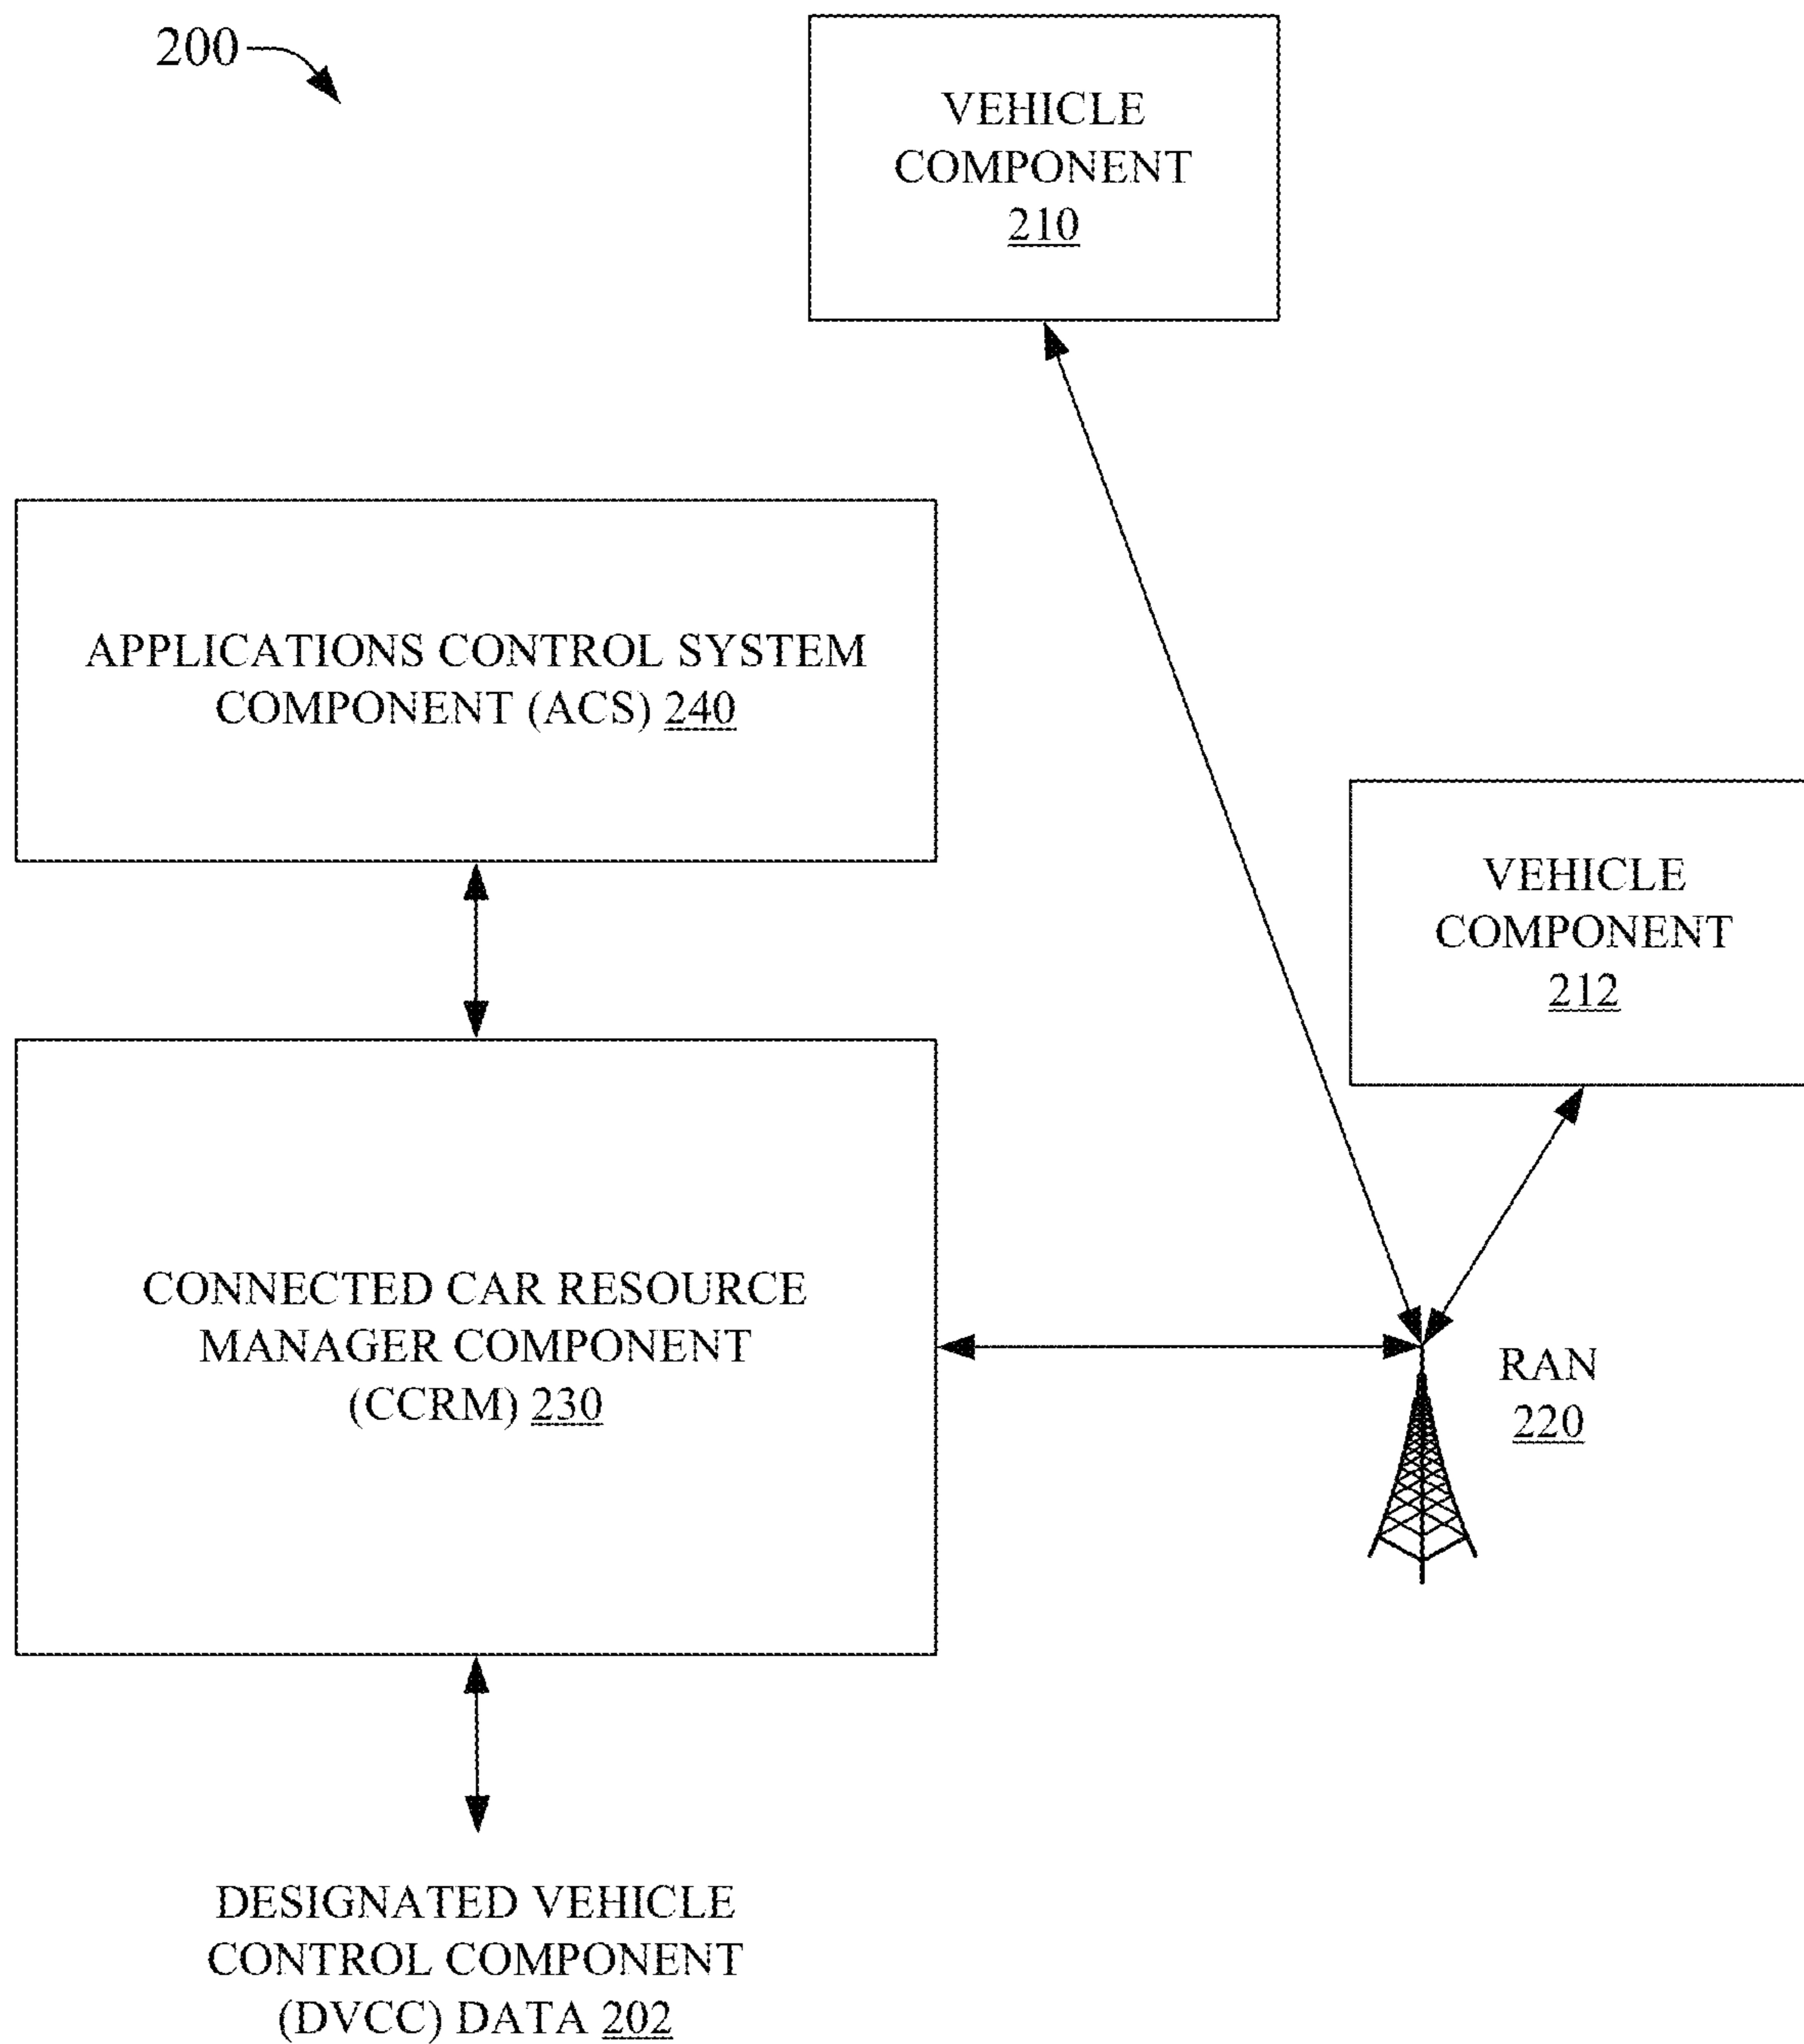 200
VEHICLE
COMPONENT
210
APPLICATIONS CONTROL SYSTEM
COMPONENT (ACS) 240
VEHICLE
COMPONENT
212
CONNECTED CAR RESOURCE
MANAGER COMPONENT
(CCRM) 230
RAN
220
DESIGNATED VEHICLE
CONTROL COMPONENT
(DVCC) DATA 202